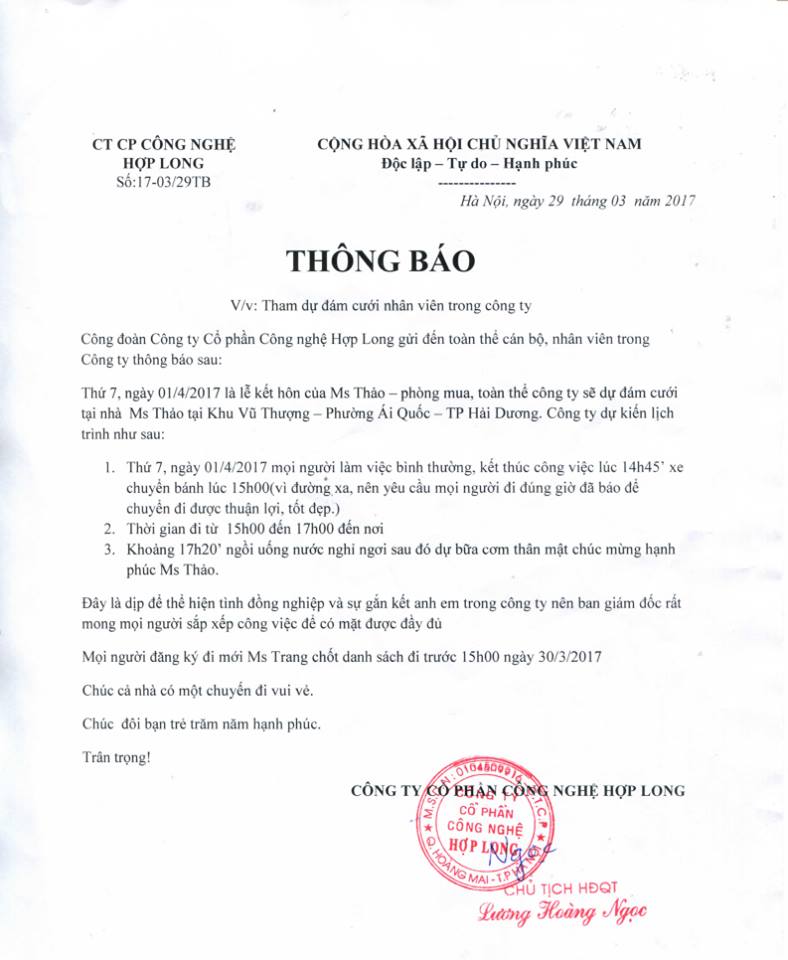 CT CP CÔNG NGHỆ
HỢP LONG
Số:17-03/29TB
CỘNG HÒA XÃ HỘI CHỦ NGHĨA VIỆT NAM
Độc lập – Tự do – Hạnh phúc
---------------
Hà Nội, ngày 29 tháng 03 năm 2017
THÔNG BÁO
V/v: Tham dự đám cưới nhân viên trong công ty
Công đoàn Công ty Cổ phần Công nghệ Hợp Long gửi đến toàn thể cán bộ, nhân viên trong
Công ty thông báo sau:
Thứ 7, ngày 01/4/2017 là lễ kết hôn của Ms Thảo – phòng mua, toàn thể công ty sẽ dự đám cưới
tại nhà Ms Thảo tại Khu Vũ Thượng – Phường Ái Quốc – TP Hải Dương. Công ty dự kiến lịch
trình như sau:
1. Thứ 7, ngày 01/4/2017 mọi người làm việc bình thường, kết thúc công việc lúc 14h45’ xe
chuyển bánh lúc 15h00(vì đường xa, nên yêu cầu mọi người đi đúng giờ đã báo để
chuyến đi được thuận lợi, tốt đẹp.)
2. Thời gian đi từ 15h00 đến 17h00 đến nơi
3. Khoảng 17h20’ ngồi uống nước nghỉ ngơi sau đó dự bữa cơm thân mật chúc mừng hạnh
phúc Ms Thảo.
Đây là dịp để thể hiện tình đồng nghiệp và sự gắn kết anh em trong công ty nên ban giám đốc rất
mong mọi người sắp xếp công việc để có mặt được đầy đủ
Mọi người đăng ký đi mới Ms Trang chốt danh sách đi trước 15h00 ngày 30/3/2017
Chúc cả nhà có một chuyến đi vui vẻ.
Chúc đôi bạn trẻ trăm năm hạnh phúc.
Trân trọng!
CÔNG TY CỔ PHẦN CÔNG NGHỆ HỢP LONG
CÔNG TY
CỔ PHẦN
CÔNG NGHỆ
HỢP LONG
Q. HOÀNG MAI - T.P HÀ NỘI
Ngọc
CHỦ TỊCH HĐQT
Lương Hoàng Ngọc